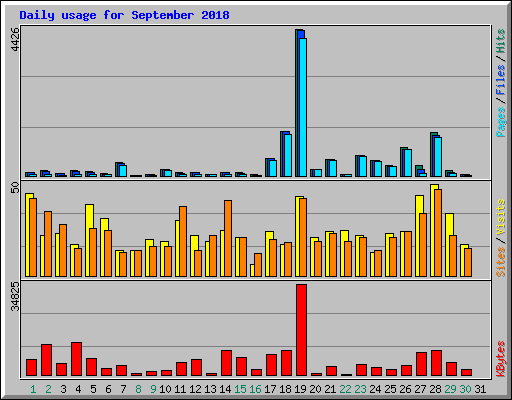 Daily usage for September 2018
4426
Pages / Files / Hits
50
Sites / Visits
34825
KBytes
1 2 3 4 5 6 7 8 9 10 11 12 13 14 15 16 17 18 19 20 21 22 23 24 25 26 27 28 29 30 31